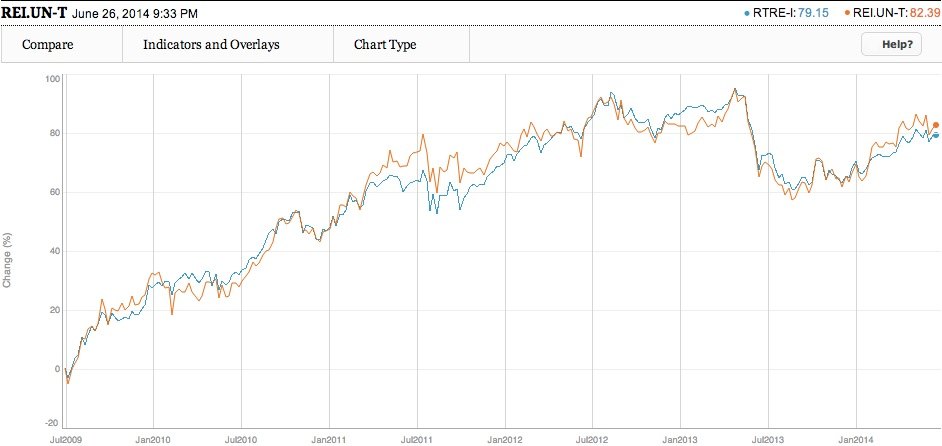 REI.UN-T June 26, 2014 9:33 PM
RTRE-I: 79.15 REI.UN-T: 82.39
Compare Indicators and Overlays Chart Type Help?
100
80
60
40
20
0
-20
Change (%)
Jul2009 Jan2010 Jul2010 Jan2011 Jul2011 Jan2012 Jul2012 Jan2013 Jul2013 Jan2014